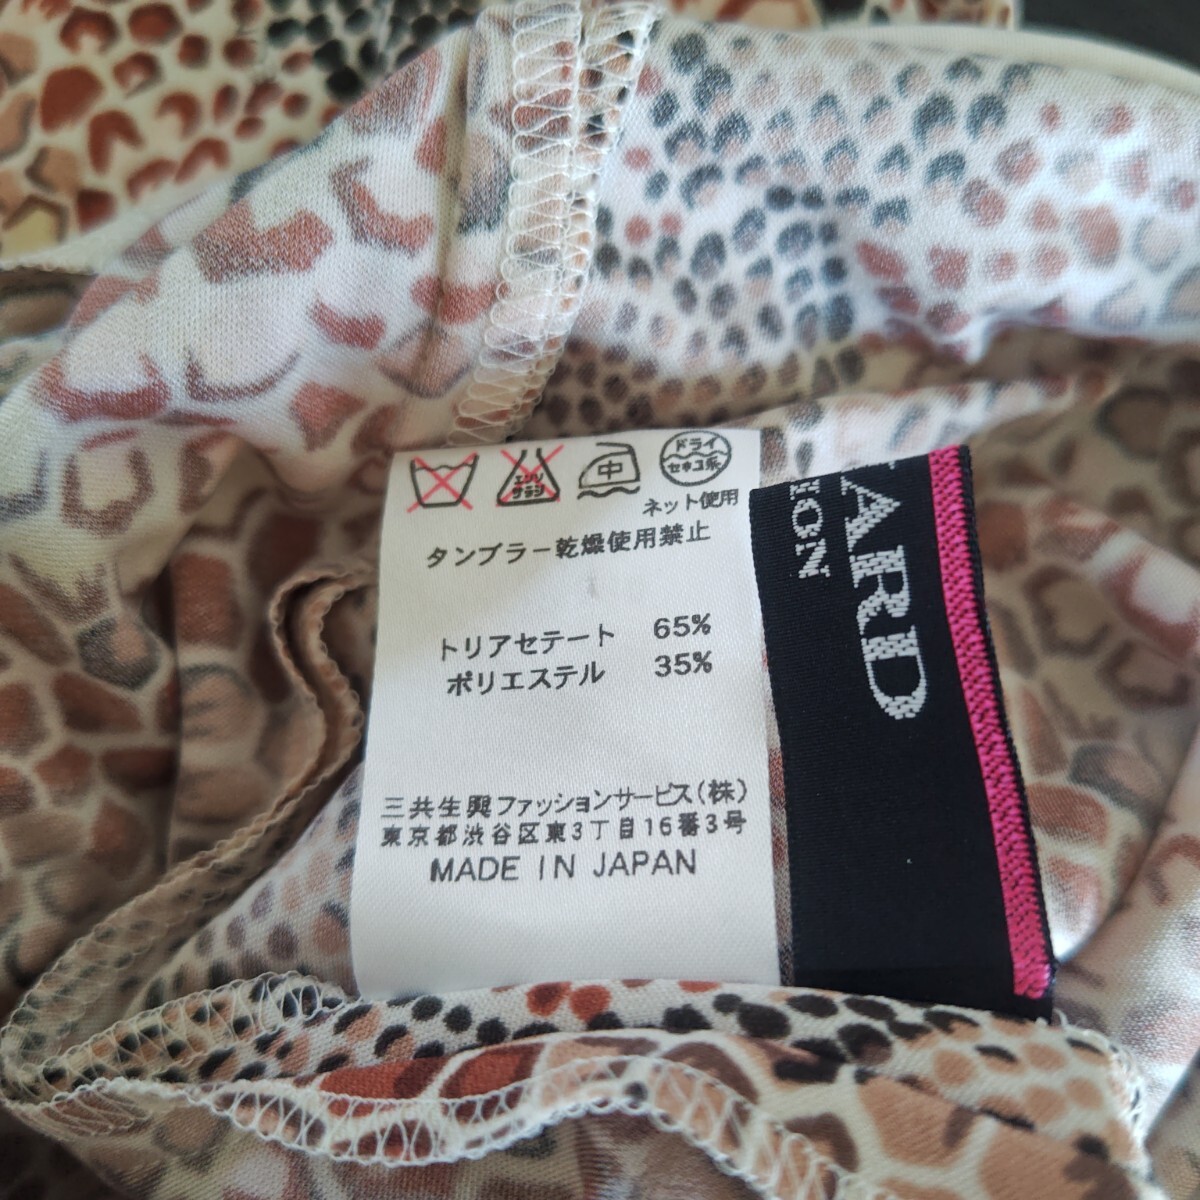 エンソ
サラシ
中
ドライ
セキユ系
ネット使用
タンブラー乾燥使用禁止
トリアセテート 65%
ポリエステル 35%
三共生興ファッションサービス(株)
東京都渋谷区東3丁目16番3号
MADE IN JAPAN
ARD
ION